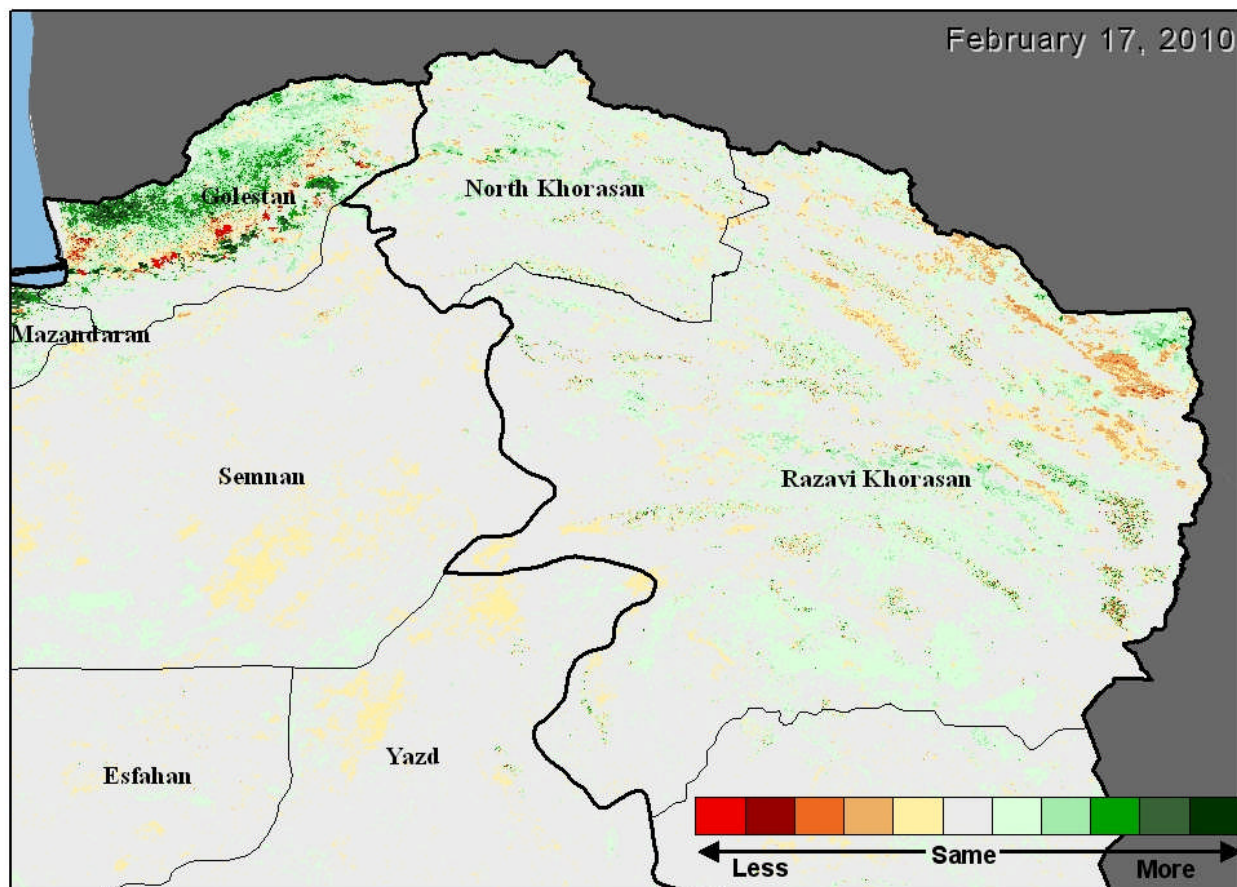 February 17, 2010
Golestan
North Khorasan
Mazandaran
Semnan
Razavi Khorasan
Esfahan
Yazd
Less
Same
More